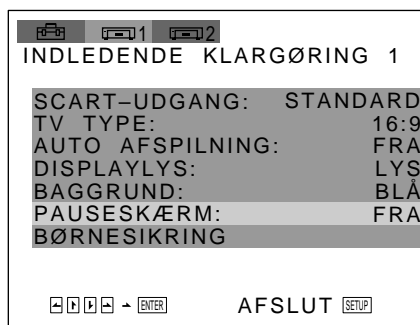 1 2
INDLEDENDE KLARGØRING 1
SCART–UDGANG: STANDARD
TV TYPE: 16:9
AUTO AFSPILNING: FRA
DISPLAYLYS: LYS
BAGGRUND: BLÅ
PAUSESKÆRM: FRA
BØRNESIKRING
ENTER AFSLUT SETUP